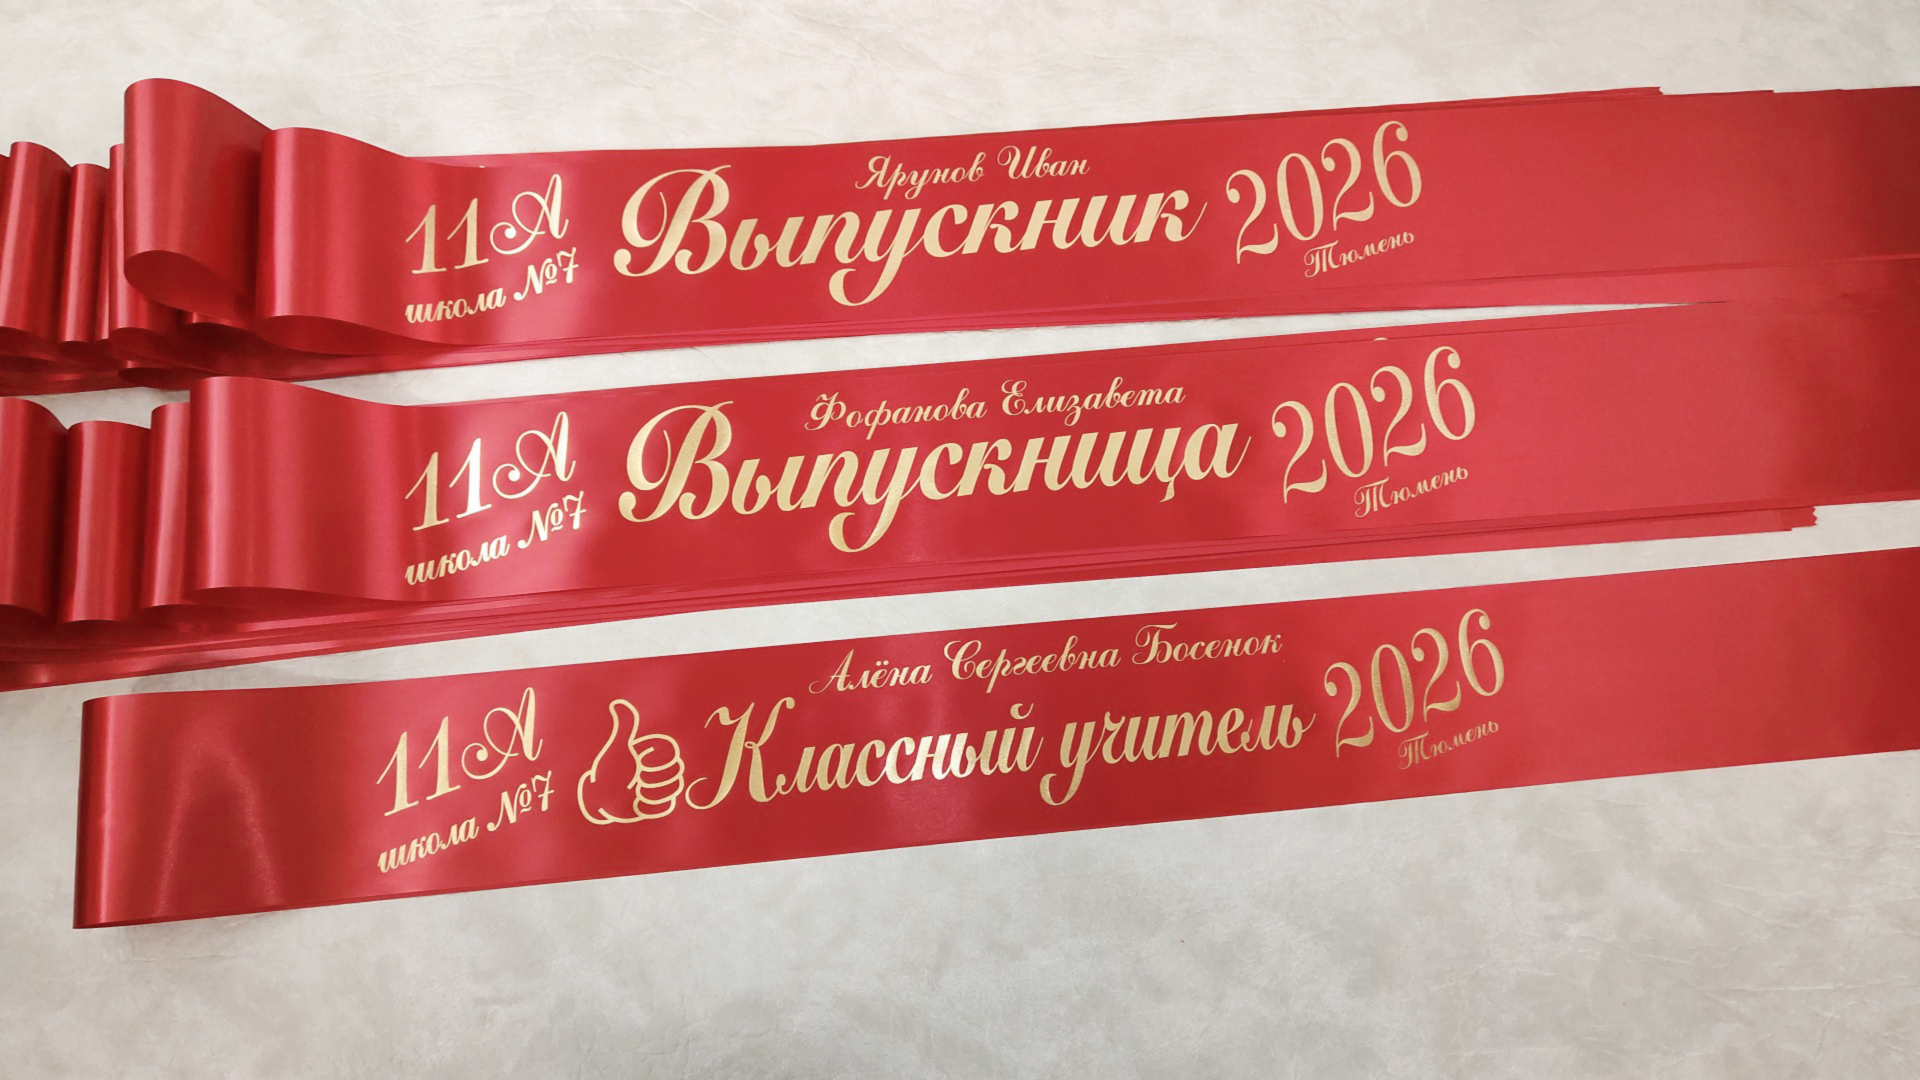 Ярунов Иван
11А Выпускник 2026
школа №7 Тюмень
Фофанова Елизавета
11А Выпускница 2026
школа №7 Тюмень
Алёна Сергеевна Босенок
11А Классный учитель 2026
школа №7 Тюмень